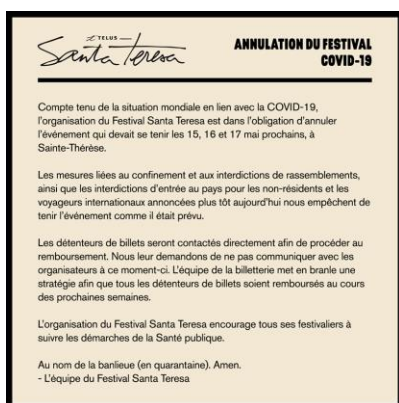 TELUS
Santa Teresa
ANNULATION DU FESTIVAL
COVID-19
Compte tenu de la situation mondiale en lien avec la COVID-19,
l'organisation du Festival Santa Teresa est dans l'obligation d'annuler
l'événement qui devait se tenir les 15, 16 et 17 mai prochains, à
Sainte-Thérèse.
Les mesures liées au confinement et aux interdictions de rassemblements,
ainsi que les interdictions d'entrée au pays pour les non-résidents et les
voyageurs internationaux annoncées plus tôt aujourd'hui nous empêchent de
tenir l'événement comme il était prévu.
Les détenteurs de billets seront contactés directement afin de procéder au
remboursement. Nous leur demandons de ne pas communiquer avec les
organisateurs à ce moment-ci. L'équipe de la billetterie met en branle une
stratégie afin que tous les détenteurs de billets soient remboursés au cours
des prochaines semaines.
L'organisation du Festival Santa Teresa encourage tous ses festivaliers à
suivre les démarches de la Santé publique.
Au nom de la banlieue (en quarantaine). Amen.
- L'équipe du Festival Santa Teresa